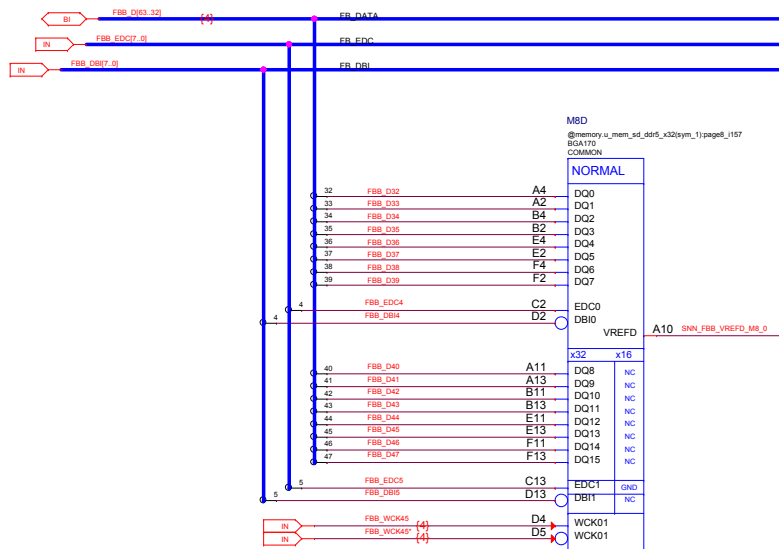 BI FBB_D[63..32] {4} FB_DATA
IN FBB_EDC[7..0] FB_EDC
IN FBB_DBI[7..0] FB_DBI
M8D
@memory.u_mem_sd_ddr5_x32(sym_1):page8_i157
BGA170
COMMON
NORMAL
32 FBB_D32 A4 DQ0
33 FBB_D33 A2 DQ1
34 FBB_D34 B4 DQ2
35 FBB_D35 B2 DQ3
36 FBB_D36 E4 DQ4
37 FBB_D37 E2 DQ5
38 FBB_D38 F4 DQ6
39 FBB_D39 F2 DQ7
4 FBB_EDC4 C2 EDC0
4 FBB_DBI4 D2 DBI0
VREFD A10 SNN_FBB_VREFD_M8_0
x32 x16
40 FBB_D40 A11 DQ8 NC
41 FBB_D41 A13 DQ9 NC
42 FBB_D42 B11 DQ10 NC
43 FBB_D43 B13 DQ11 NC
44 FBB_D44 E11 DQ12 NC
45 FBB_D45 E13 DQ13 NC
46 FBB_D46 F11 DQ14 NC
47 FBB_D47 F13 DQ15 NC
5 FBB_EDC5 C13 EDC1 GND
5 FBB_DBI5 D13 DBI1 NC
IN FBB_WCK45 {4} D4 WCK01
IN FBB_WCK45* {4} D5 WCK01